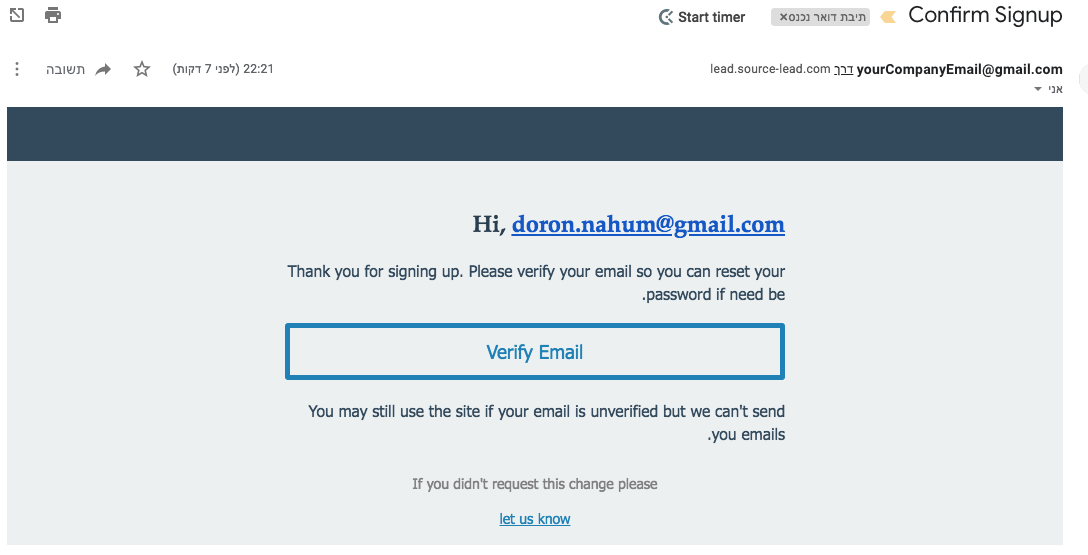 Confirm Signup
תיבת דואר נכנס ×
Start timer
yourCompanyEmail@gmail.com דרך lead.source-lead.com
22:21 (לפני 7 דקות)
תשובה
אני
Hi, doron.nahum@gmail.com
Thank you for signing up. Please verify your email so you can reset your
.password if need be
Verify Email
You may still use the site if your email is unverified but we can't send
.you emails
If you didn't request this change please
let us know